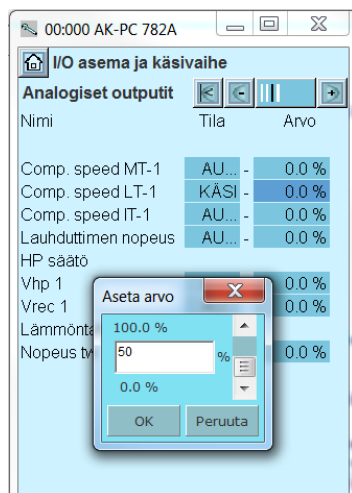 00:000 AK-PC 782A
I/O asema ja käsivaihe
Analogiset outputit
Nimi Tila Arvo
Comp. speed MT-1 AU... - 0.0 %
Comp. speed LT-1 KÄSI - 0.0 %
Comp. speed IT-1 AU... - 0.0 %
Lauhduttimen nopeus AU... - 0.0 %
HP säätö
Vhp 1 0.0 %
Vrec 1 0.0 %
Lämmönta
Nopeus tw 0.0 %
Aseta arvo
100.0 %
50 %
0.0 %
OK Peruuta